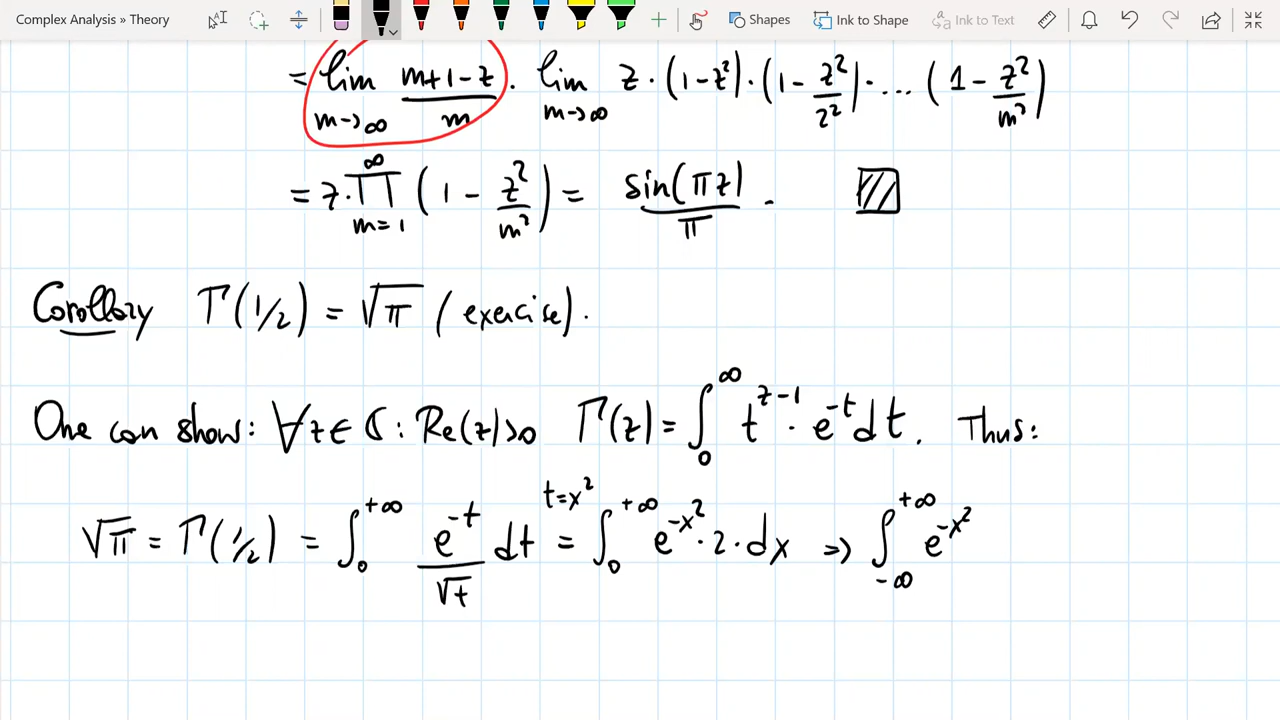 Complex Analysis » Theory
Shapes
Ink to Shape
Ink to Text
= lim m→∞ (m+1-z)/m · lim m→∞ z·(1-z²)·(1-z²/2²)·...(1-z²/m²)
= z·∏ m=1 ∞ (1-z²/m²) = sin(πz)/π .
Corollary Γ(1/2) = √π (exercise).
One can show: ∀z∈ℂ: Re(z)>0 Γ(z) = ∫₀^∞ t^(z-1)·e^(-t) dt. Thus:
√π = Γ(1/2) = ∫₀^(+∞) e^(-t)/√t dt =^(t=x²) ∫₀^(+∞) e^(-x²)·2·dx ⇒ ∫_(-∞)^(+∞) e^(-x²)